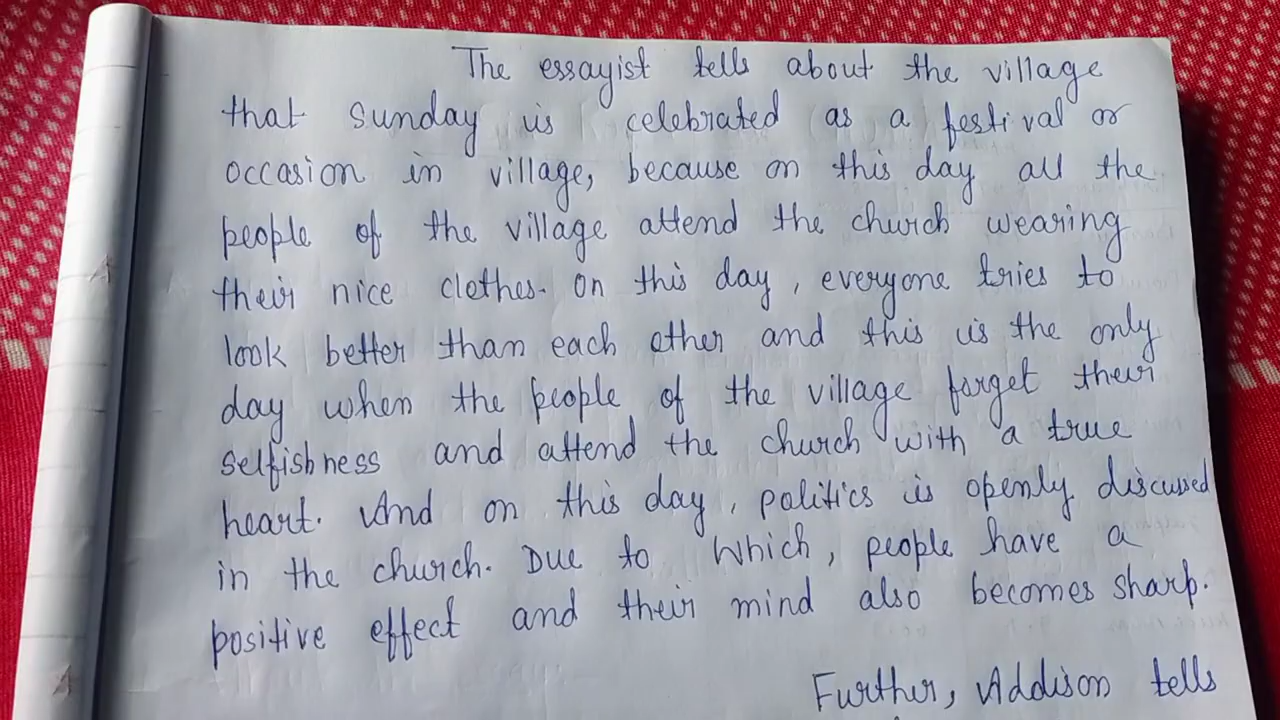 The essayist tells about the village
that sunday is celebrated as a festival or
occasion in village, because on this day all the
people of the village attend the church wearing
their nice clothes. On this day, everyone tries to
look better than each other and this is the only
day when the people of the village forget their
selfishness and attend the church with a true
heart. And on this day, politics is openly discussed
in the church. Due to which, people have a
positive effect and their mind also becomes sharp.
Further, Addison tells